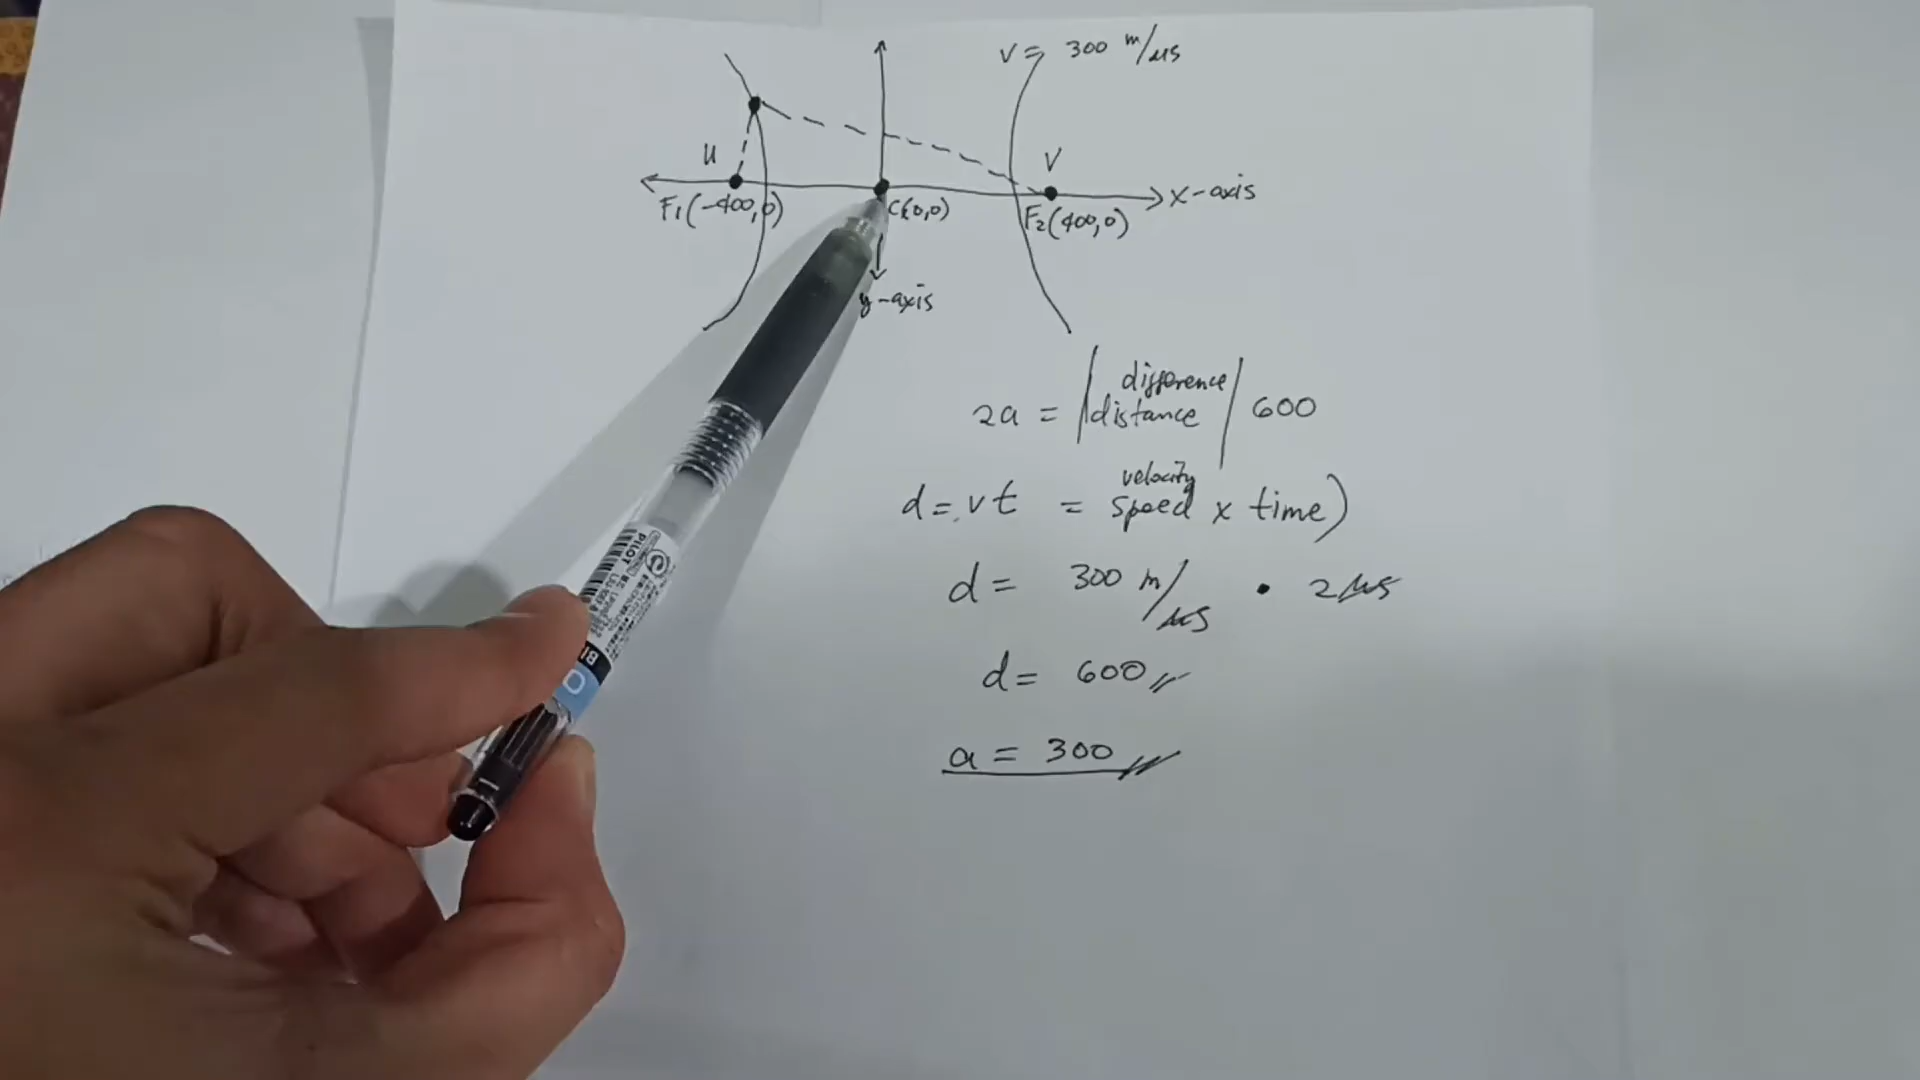 V = 300 m/μs
U
V
F₁(-400,0)
C(0,0)
F₂(400,0)
x-axis
y-axis
2a = |difference distance| 600
velocity
d = vt = speed x time)
d = 300 m/μs • 2μs
d = 600
a = 300
PILOT